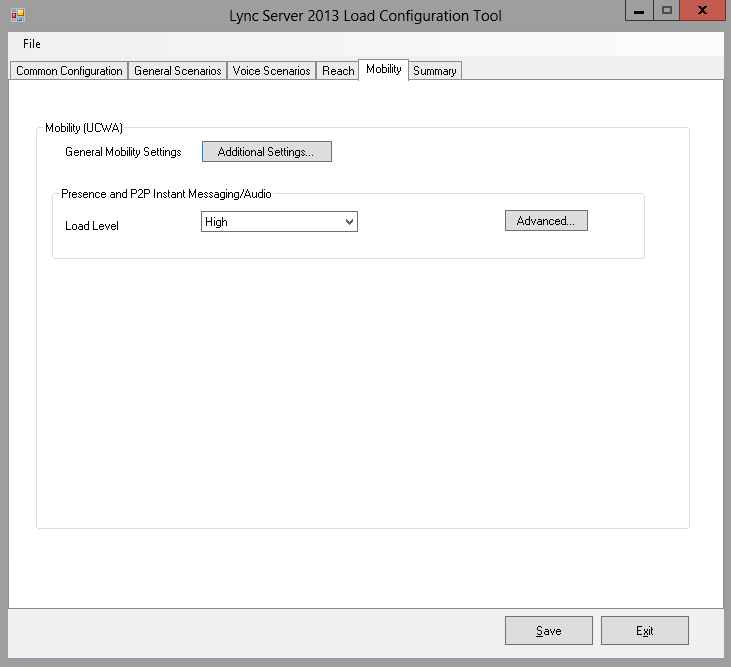 Lync Server 2013 Load Configuration Tool
File
Common Configuration General Scenarios Voice Scenarios Reach Mobility Summary
Mobility (UCWA)
General Mobility Settings Additional Settings...
Presence and P2P Instant Messaging/Audio
Load Level High Advanced...
Save Exit